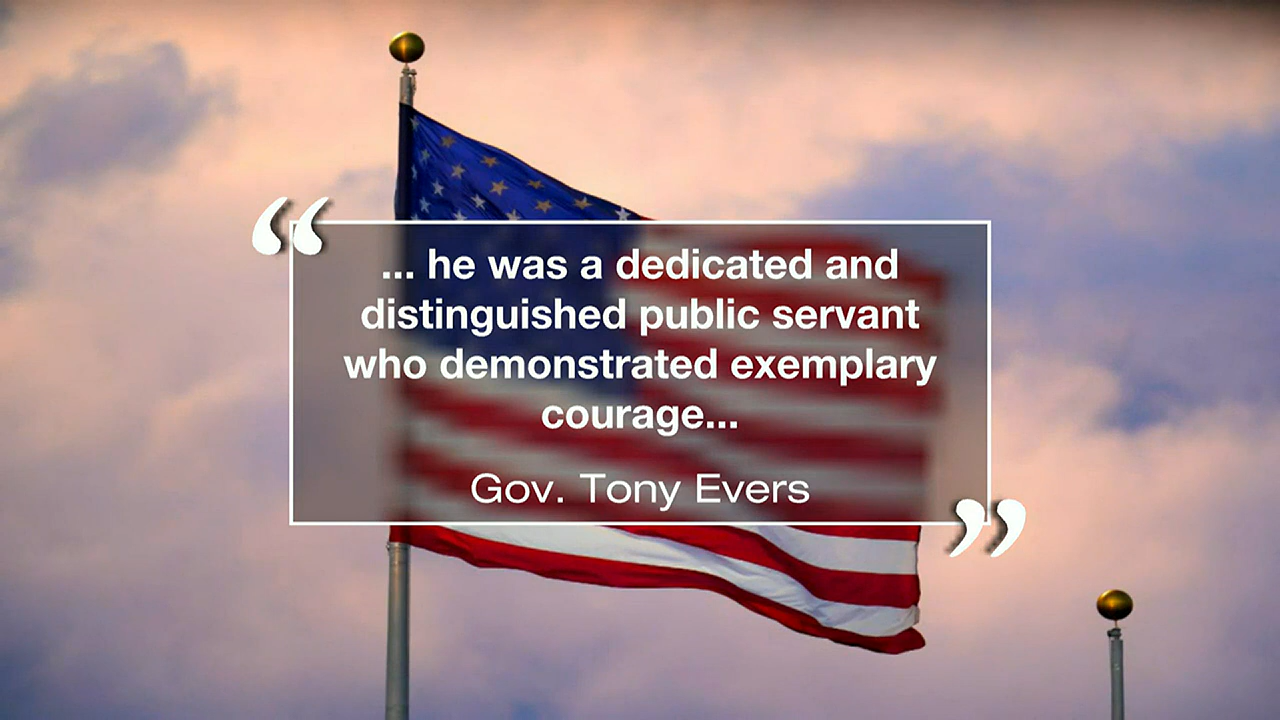 “
... he was a dedicated and
distinguished public servant
who demonstrated exemplary
courage...
Gov. Tony Evers
”